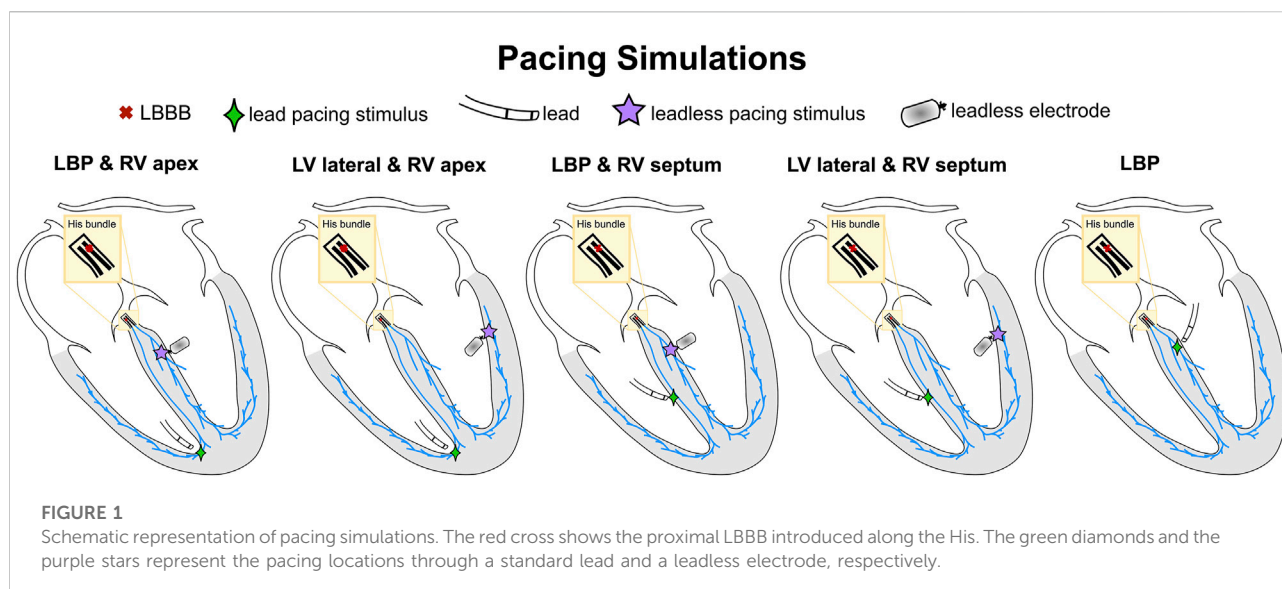 Pacing Simulations
LBBB lead pacing stimulus lead leadless pacing stimulus leadless electrode
LBP & RV apex LV lateral & RV apex LBP & RV septum LV lateral & RV septum LBP
His bundle His bundle His bundle His bundle His bundle
FIGURE 1
Schematic representation of pacing simulations. The red cross shows the proximal LBBB introduced along the His. The green diamonds and the
purple stars represent the pacing locations through a standard lead and a leadless electrode, respectively.